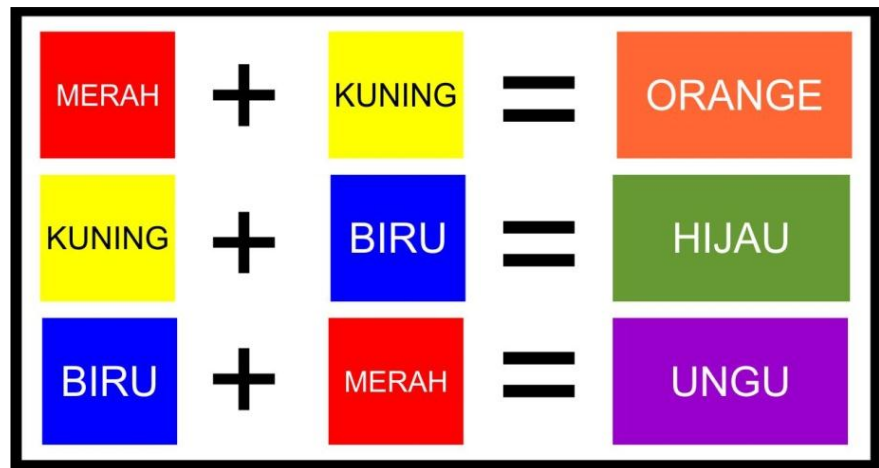 MERAH + KUNING = ORANGE
KUNING + BIRU = HIJAU
BIRU + MERAH = UNGU